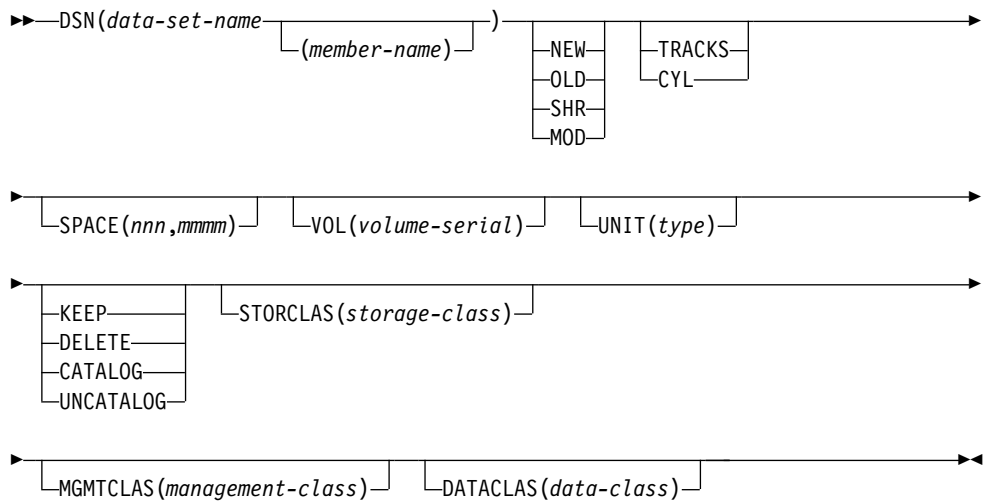 DSN(data-set-name (member-name) ) NEW OLD SHR MOD TRACKS CYL
SPACE(nnn,mmmm) VOL(volume-serial) UNIT(type)
KEEP DELETE CATALOG UNCATALOG STORCLAS(storage-class)
MGMTCLAS(management-class) DATACLAS(data-class)